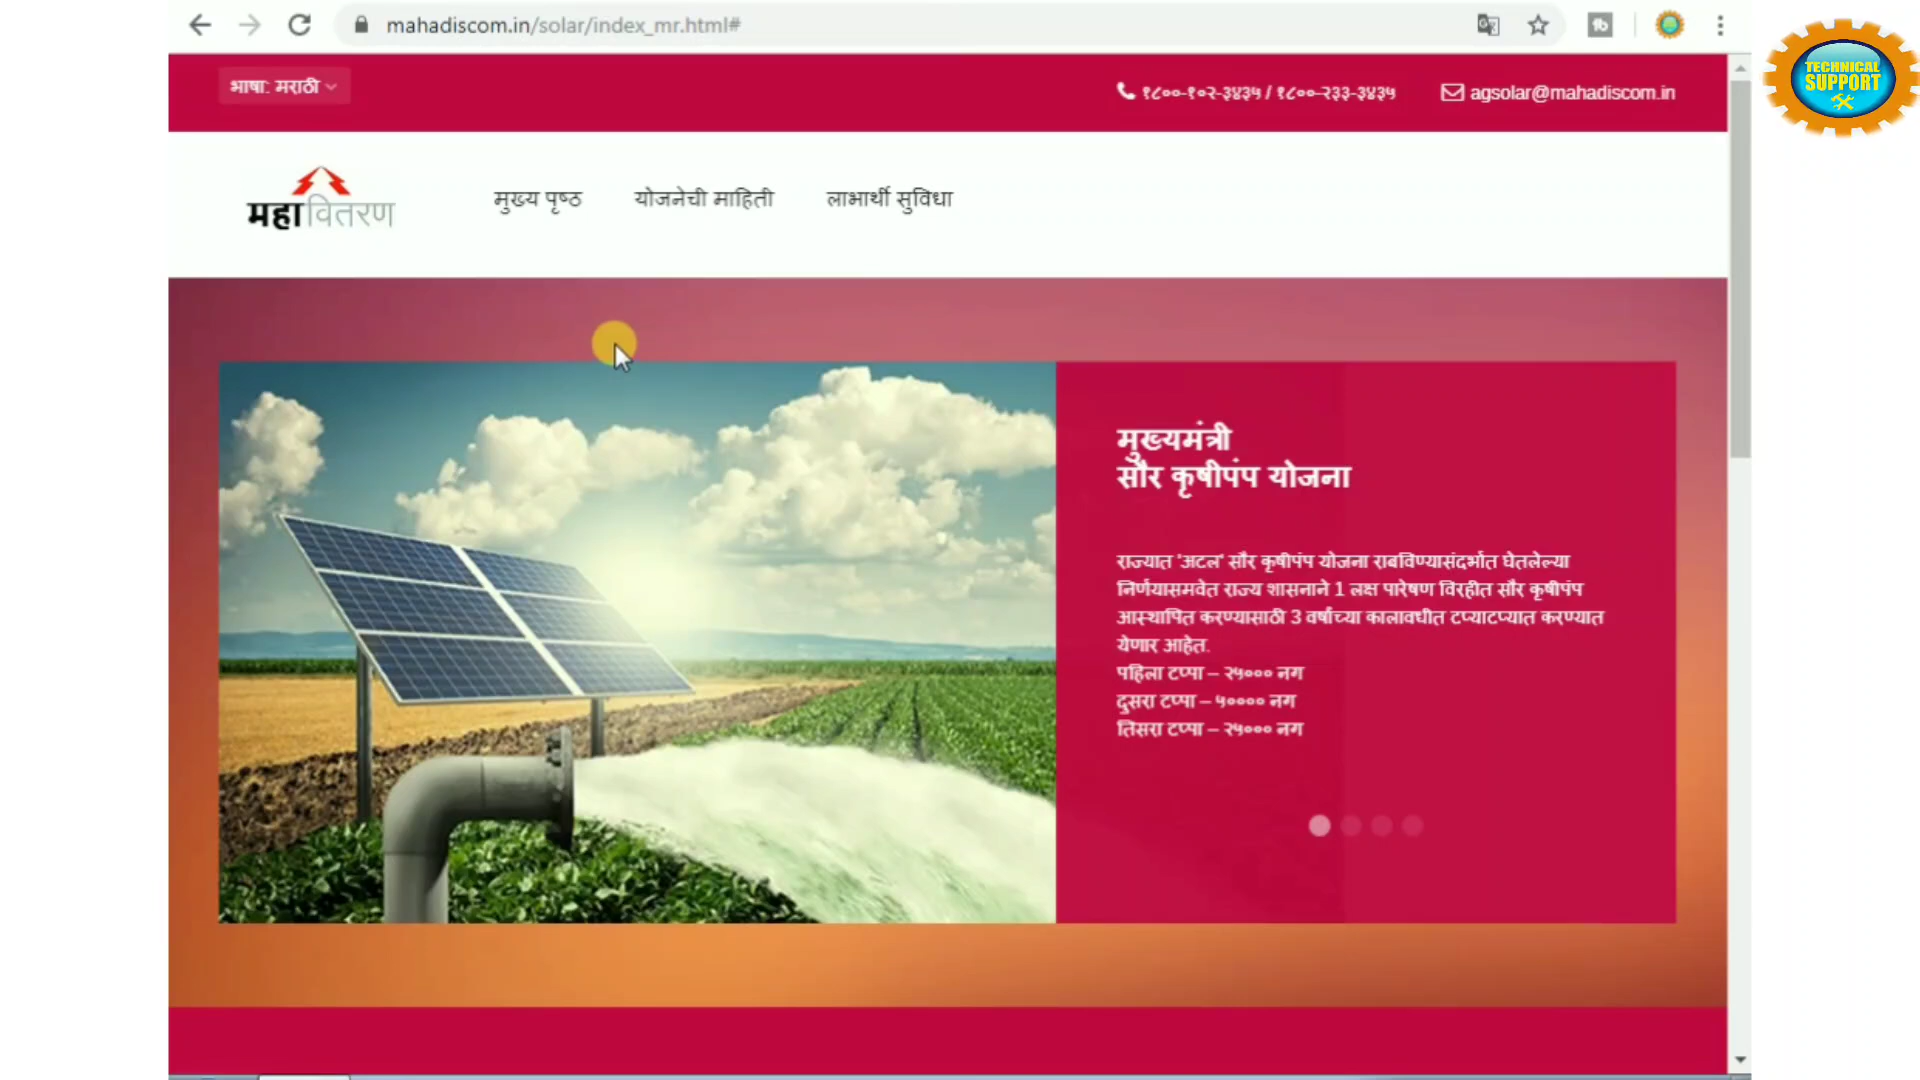 mahadiscom.in/solar/index_mr.html#
TECHNICAL
SUPPORT
भाषा: मराठी
१८००-१०२-३४३५ / १८००-२३३-३४३५
agsolar@mahadiscom.in
महावितरण
मुख्य पृष्ठ
योजनेची माहिती
लाभार्थी सुविधा
मुख्यमंत्री
सौर कृषीपंप योजना
राज्यात 'अटल' सौर कृषीपंप योजना राबविण्यासंदर्भात घेतलेल्या
निर्णयासमवेत राज्य शासनाने 1 लक्ष पारेषण विरहीत सौर कृषीपंप
आस्थापित करण्यासाठी 3 वर्षाच्या कालावधीत टप्याटप्यात करण्यात
येणार आहेत.
पहिला टप्पा – २५००० नग
दुसरा टप्पा – ५०००० नग
तिसरा टप्पा – २५००० नग